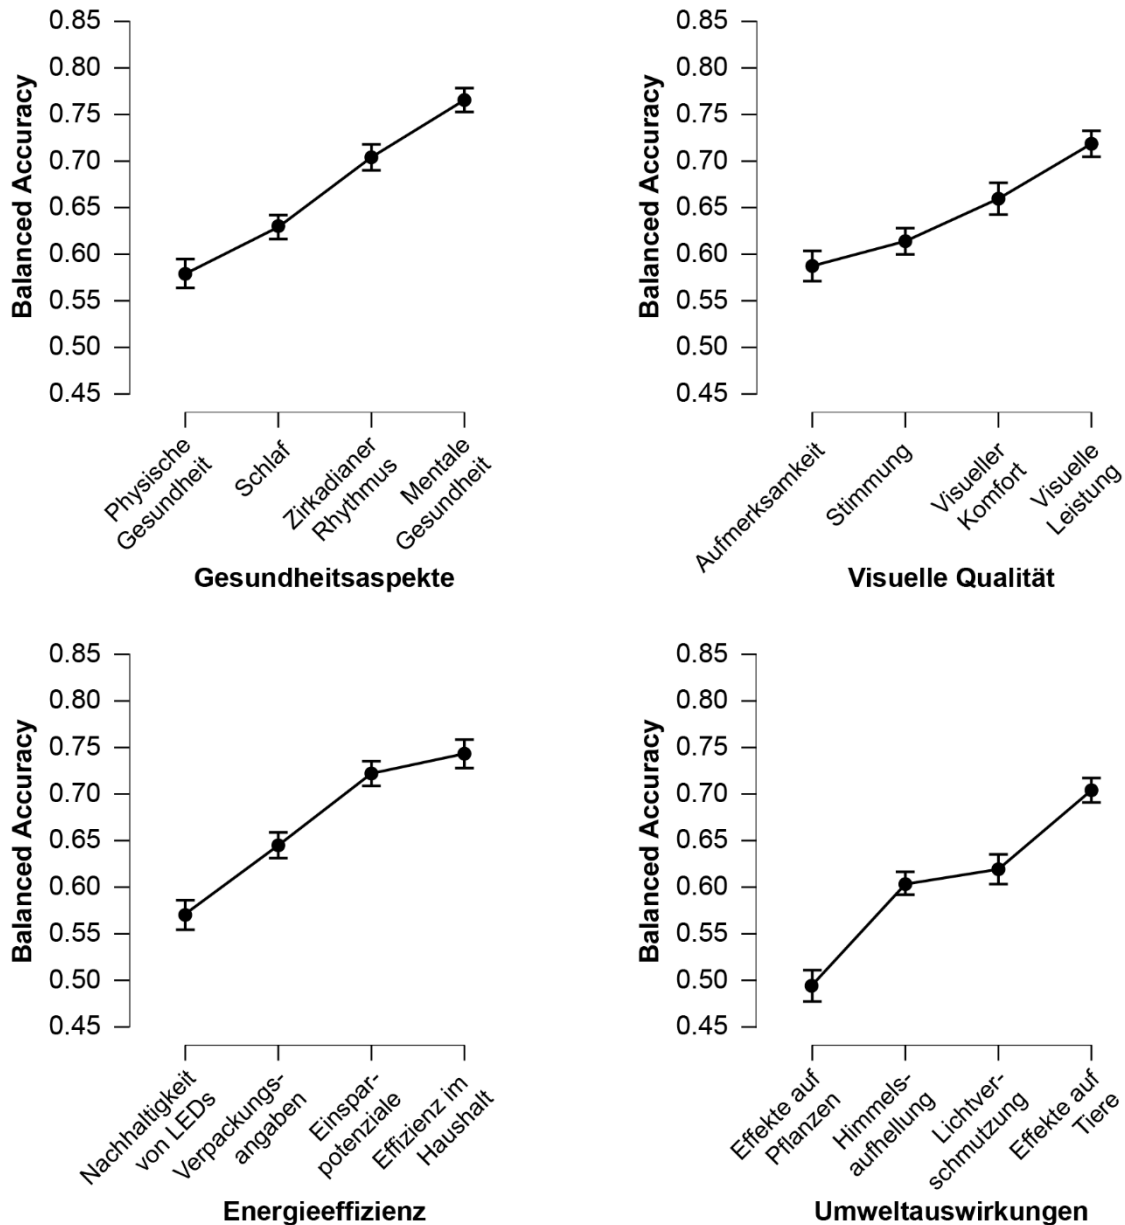 Balanced Accuracy
0.85
0.80
0.75
0.70
0.65
0.60
0.55
0.50
0.45
Physische
Gesundheit
Schlaf
Zirkadianer
Rhythmus
Mentale
Gesundheit
Gesundheitsaspekte
Balanced Accuracy
0.85
0.80
0.75
0.70
0.65
0.60
0.55
0.50
0.45
Aufmerksamkeit
Stimmung
Visueller
Komfort
Visuelle
Leistung
Visuelle Qualität
Balanced Accuracy
0.85
0.80
0.75
0.70
0.65
0.60
0.55
0.50
0.45
Nachhaltigkeit
von LEDs
Verpackungs-
angaben
Einspar-
potenziale
Effizienz im
Haushalt
Energieeffizienz
Balanced Accuracy
0.85
0.80
0.75
0.70
0.65
0.60
0.55
0.50
0.45
Effekte auf
Pflanzen
Himmels-
aufhellung
Lichtver-
schmutzung
Effekte auf
Tiere
Umweltauswirkungen